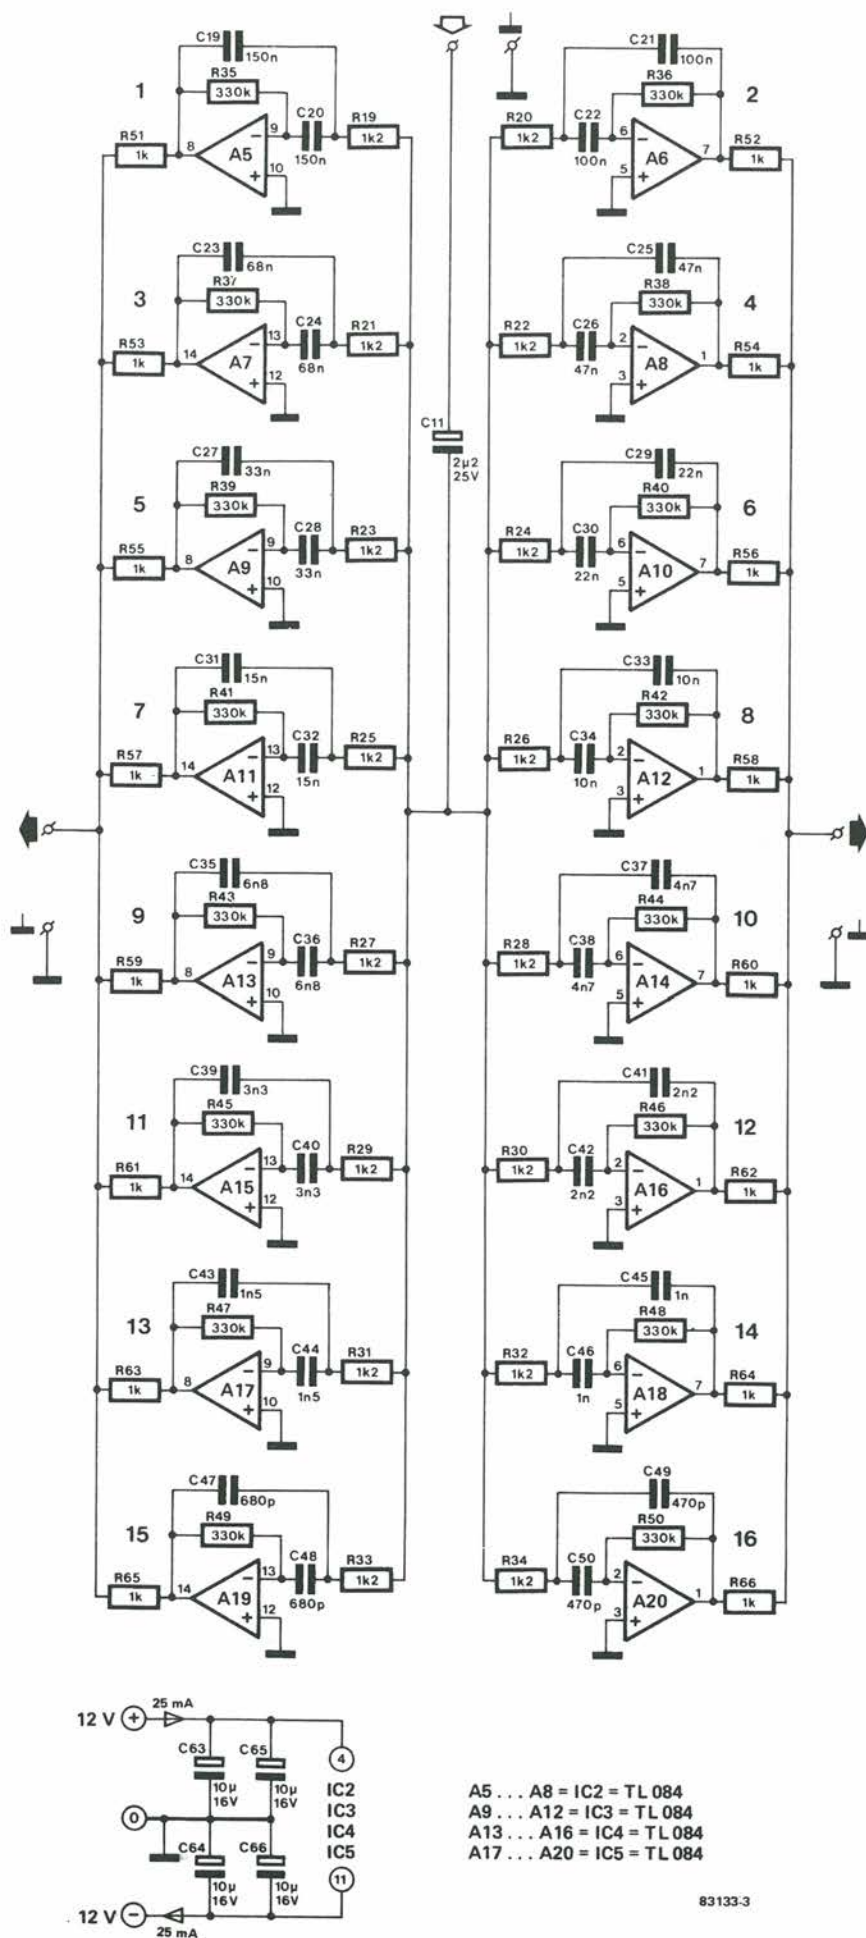 C19
150n
R35
330k
1
C20
150n
R19
1k2
R51
1k
8
A5
9
−
10
+
C21
100n
R36
330k
2
R20
1k2
C22
100n
6
−
A6
5
+
7
R52
1k
C23
68n
R37
330k
3
C24
68n
R21
1k2
R53
1k
14
A7
13
−
12
+
C25
47n
R38
330k
4
R22
1k2
C26
47n
2
−
A8
3
+
1
R54
1k
C11
2µ2
25V
C27
33n
R39
330k
5
C28
33n
R23
1k2
R55
1k
8
A9
9
−
10
+
C29
22n
R40
330k
6
R24
1k2
C30
22n
6
−
A10
5
+
7
R56
1k
C31
15n
R41
330k
7
C32
15n
R25
1k2
R57
1k
14
A11
13
−
12
+
C33
10n
R42
330k
8
R26
1k2
C34
10n
2
−
A12
3
+
1
R58
1k
C35
6n8
R43
330k
9
C36
6n8
R27
1k2
R59
1k
8
A13
9
−
10
+
C37
4n7
R44
330k
10
R28
1k2
C38
4n7
6
−
A14
5
+
7
R60
1k
C39
3n3
R45
330k
11
C40
3n3
R29
1k2
R61
1k
14
A15
13
−
12
+
C41
2n2
R46
330k
12
R30
1k2
C42
2n2
2
−
A16
3
+
1
R62
1k
C43
1n5
R47
330k
13
C44
1n5
R31
1k2
R63
1k
8
A17
9
−
10
+
C45
1n
R48
330k
14
R32
1k2
C46
1n
6
−
A18
5
+
7
R64
1k
C47
680p
R49
330k
15
C48
680p
R33
1k2
R65
1k
14
A19
13
−
12
+
C49
470p
R50
330k
16
R34
1k2
C50
470p
2
−
A20
3
+
1
R66
1k
12 V +
25 mA
C63
10µ
16V
C65
10µ
16V
4
IC2
IC3
IC4
IC5
11
0
C64
10µ
16V
C66
10µ
16V
12 V −
25 mA
A5 . . . A8 = IC2 = TL 084
A9 . . . A12 = IC3 = TL 084
A13 . . . A16 = IC4 = TL 084
A17 . . . A20 = IC5 = TL 084
83133-3